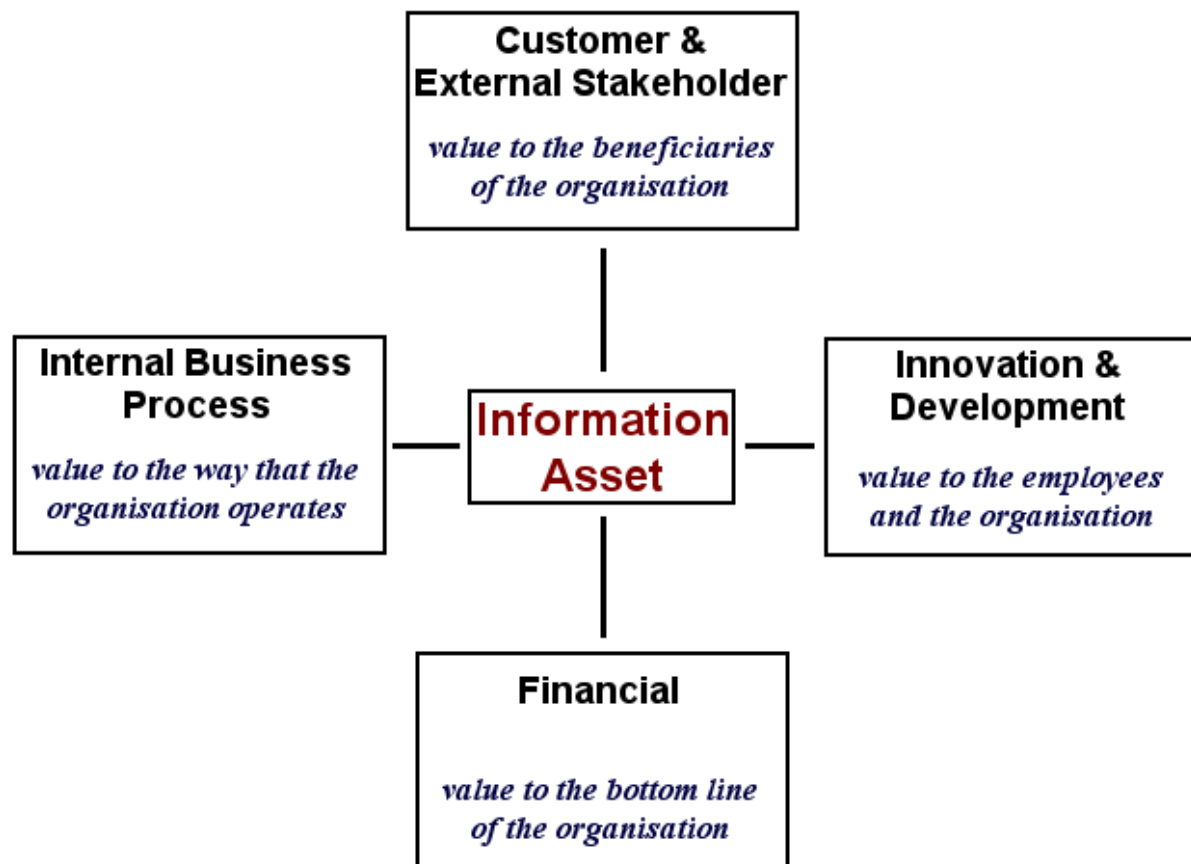 Customer &
External Stakeholder
value to the beneficiaries
of the organisation
Internal Business
Process
value to the way that the
organisation operates
Information
Asset
Innovation &
Development
value to the employees
and the organisation
Financial
value to the bottom line
of the organisation